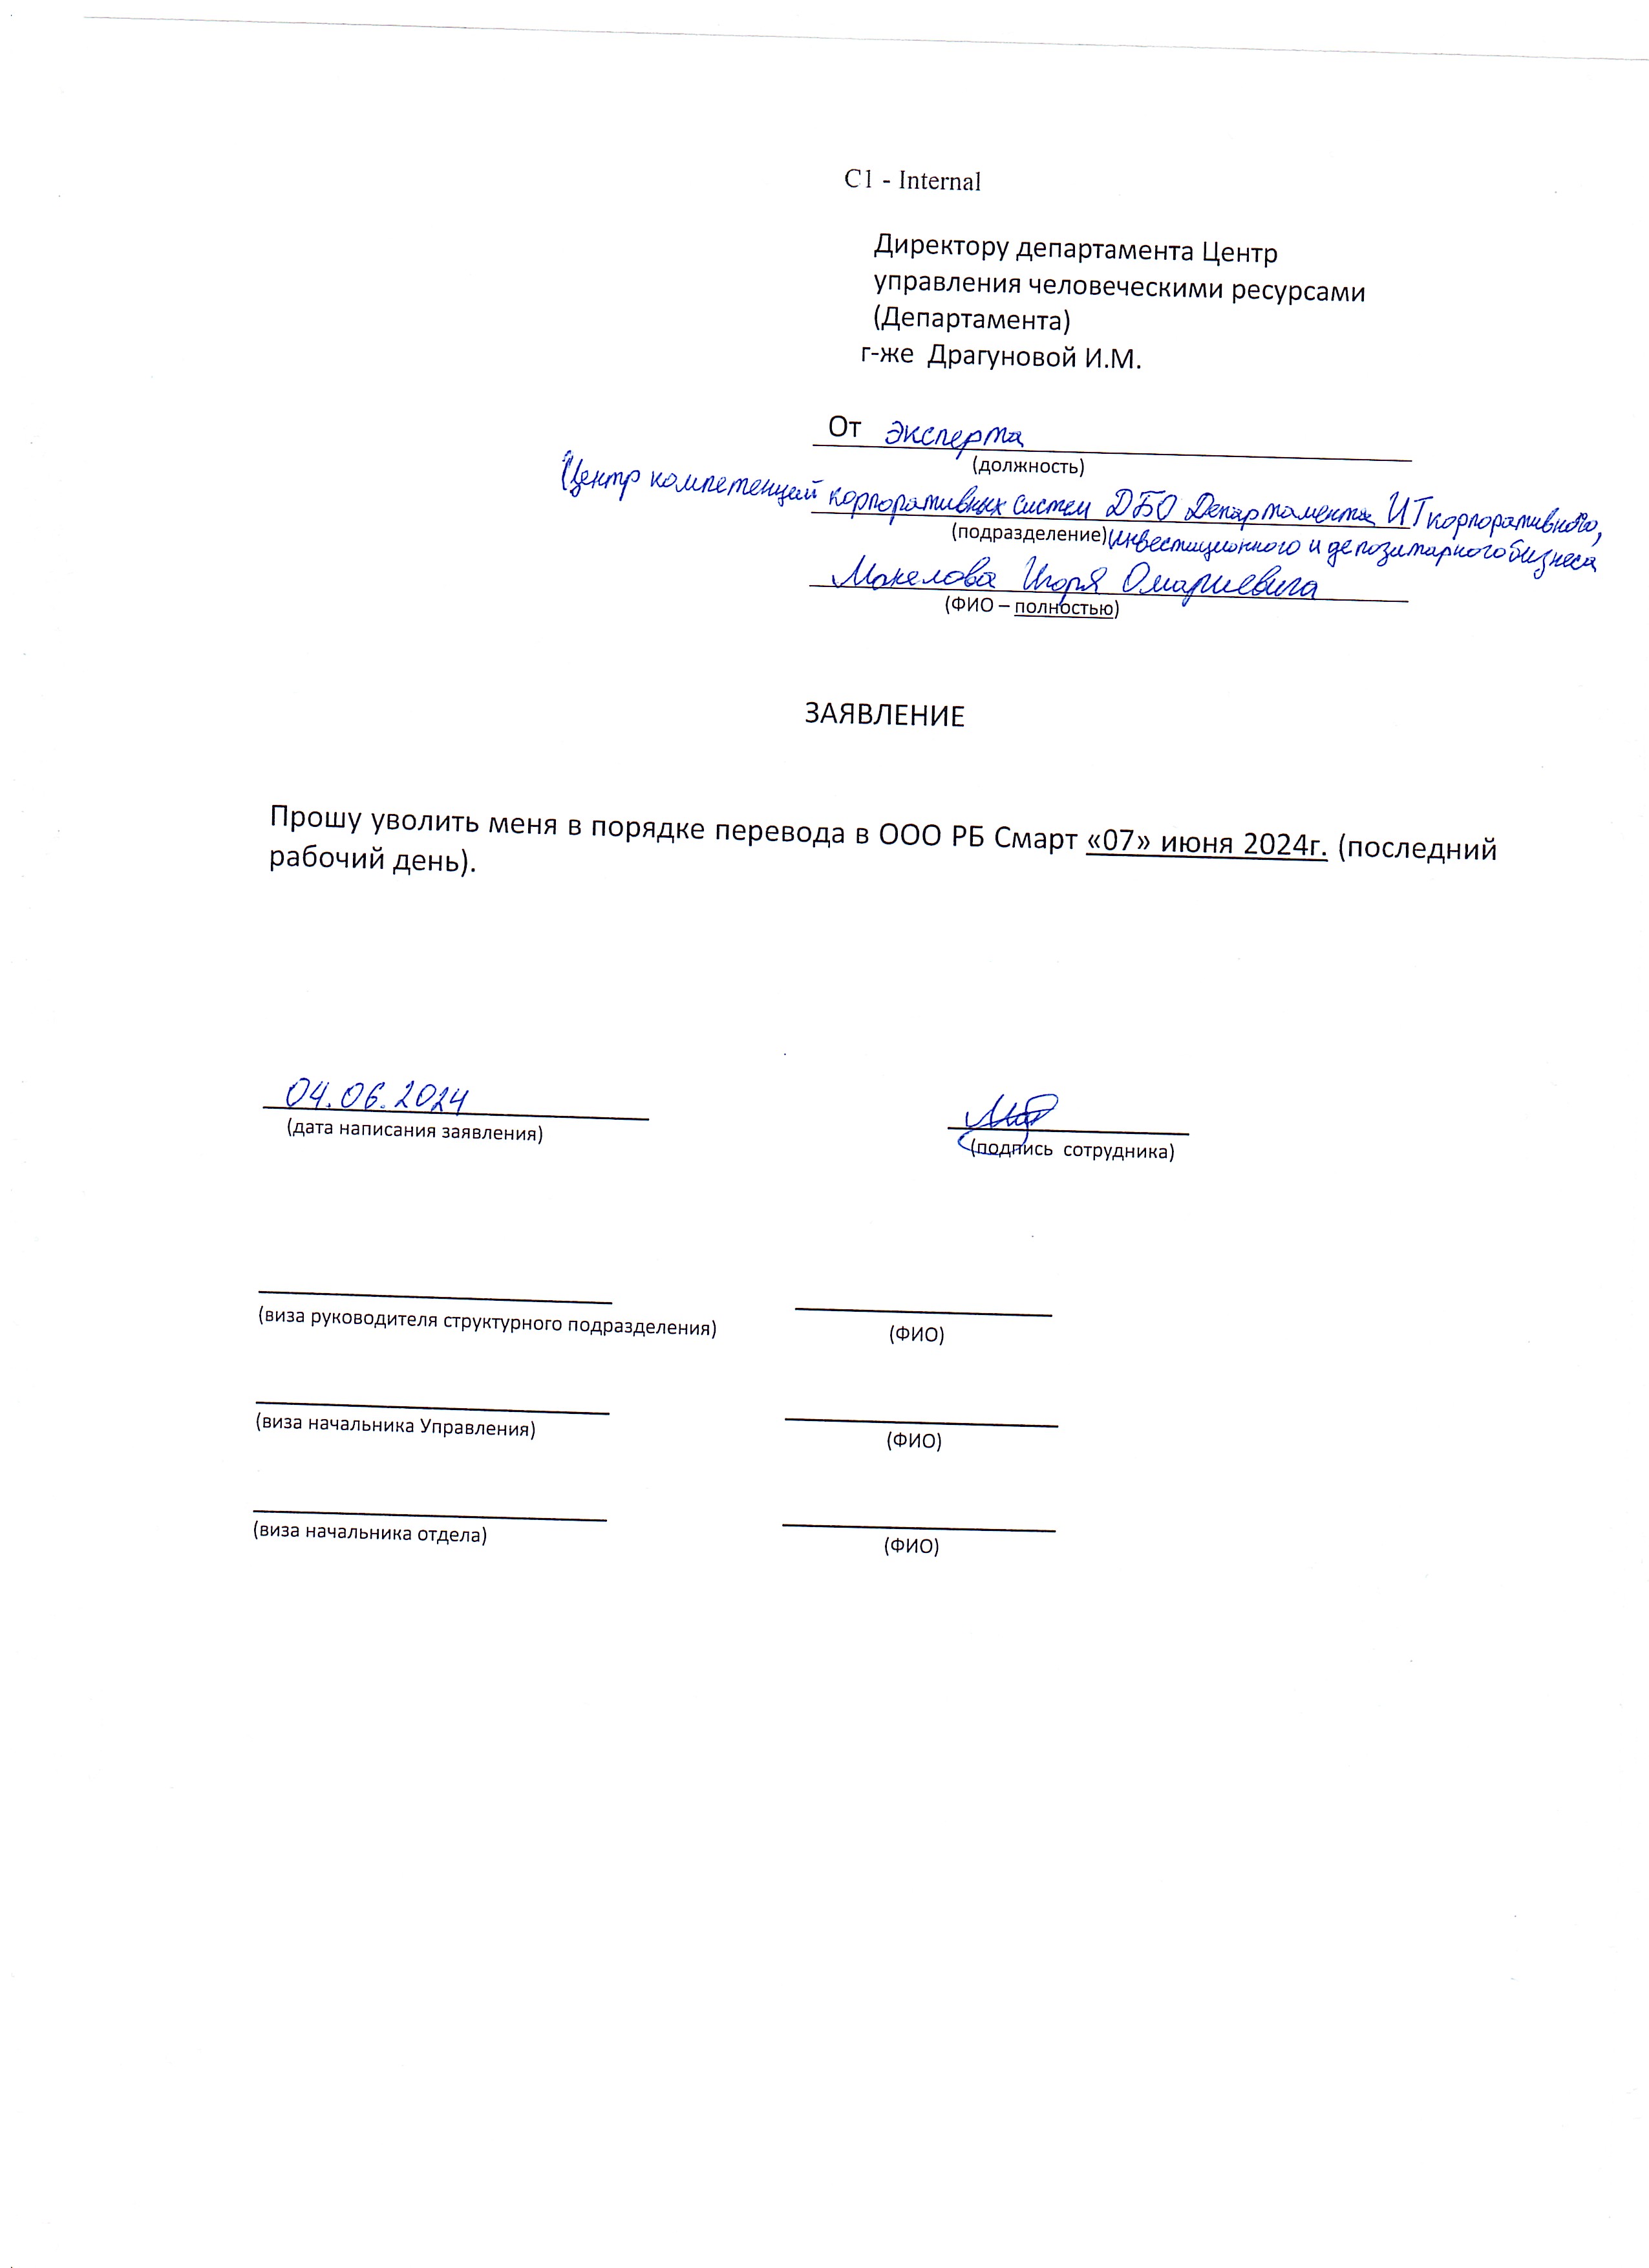 C1 - Internal
Директору департамента Центр
управления человеческими ресурсами
(Департамента)
г-же Драгуновой И.М.
От эксперта
(должность)
Центр компетенций корпоративных систем ДБО Департамента ИТ корпоративного,
(подразделение) инвестиционного и депозитарного бизнеса
Мокелова Игоря Омариевича
(ФИО – полностью)
ЗАЯВЛЕНИЕ
Прошу уволить меня в порядке перевода в ООО РБ Смарт «07» июня 2024г. (последний
рабочий день).
04.06.2024
(дата написания заявления) (подпись сотрудника)
(виза руководителя структурного подразделения) (ФИО)
(виза начальника Управления) (ФИО)
(виза начальника отдела) (ФИО)